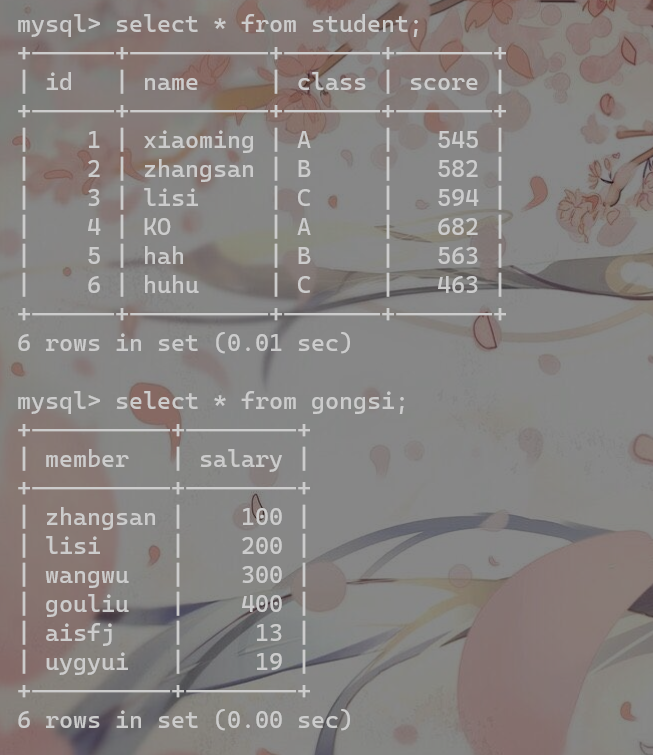 mysql> select * from student;
+------+-----------+-------+-------+
| id   | name      | class | score |
+------+-----------+-------+-------+
|    1 | xiaoming  | A     |   545 |
|    2 | zhangsan  | B     |   582 |
|    3 | lisi      | C     |   594 |
|    4 | KO        | A     |   682 |
|    5 | hah       | B     |   563 |
|    6 | huhu      | C     |   463 |
+------+-----------+-------+-------+
6 rows in set (0.01 sec)
mysql> select * from gongsi;
+----------+--------+
| member   | salary |
+----------+--------+
| zhangsan |    100 |
| lisi     |    200 |
| wangwu   |    300 |
| gouliu   |    400 |
| aisfj    |     13 |
| uygyui   |     19 |
+----------+--------+
6 rows in set (0.00 sec)